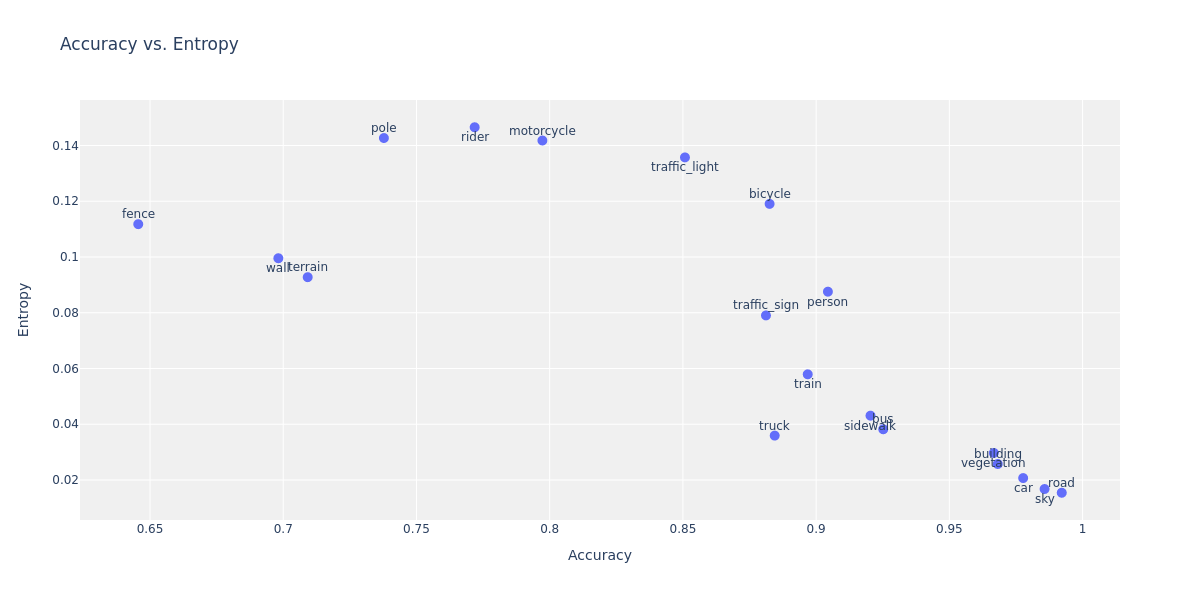 Accuracy vs. Entropy
pole
rider
motorcycle
0.14
traffic_light
bicycle
0.12
fence
0.1
wall
terrain
traffic_sign
person
0.08
Entropy
0.06
train
bus
0.04
truck
sidewalk
building
vegetation
0.02
car
road
sky
0.65
0.7
0.75
0.8
0.85
0.9
0.95
1
Accuracy